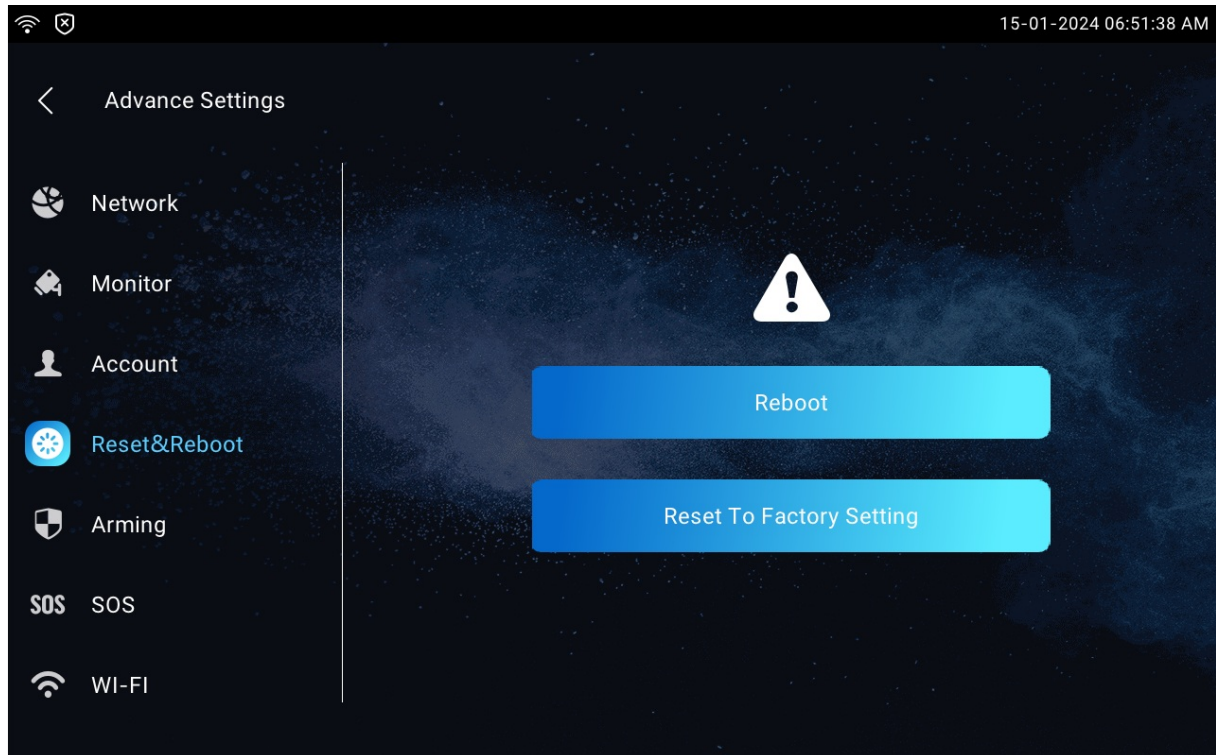 15-01-2024 06:51:38 AM
Advance Settings
Network
Monitor
Account
Reset&Reboot
Arming
SOS SOS
WI-FI
Reboot
Reset To Factory Setting